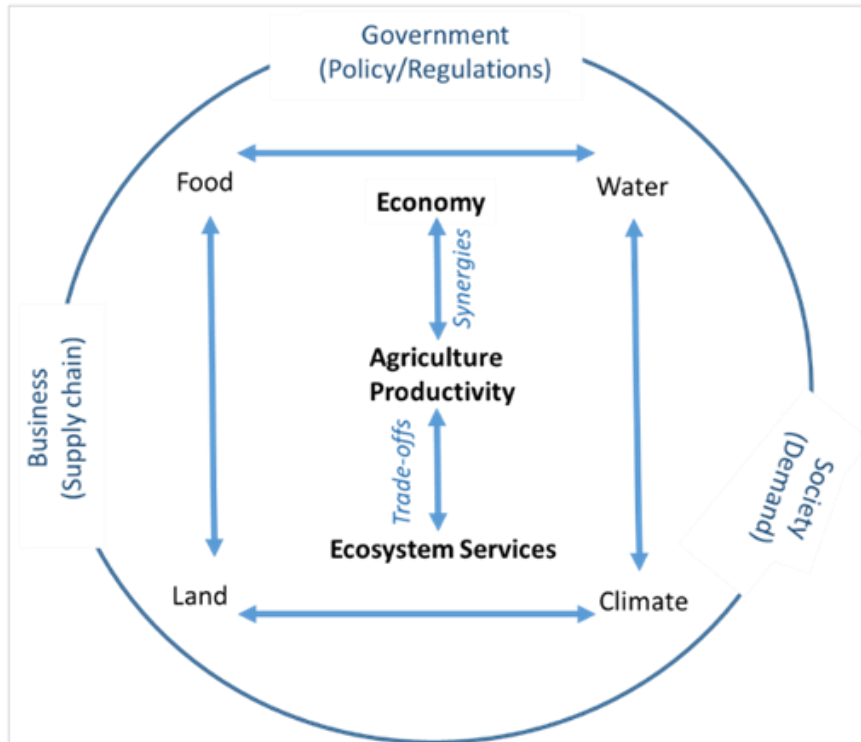 Government
(Policy/Regulations)
Food
Water
Economy
Synergies
Agriculture
Productivity
Business
(Supply chain)
Society
(Demand)
Trade-offs
Ecosystem Services
Land
Climate